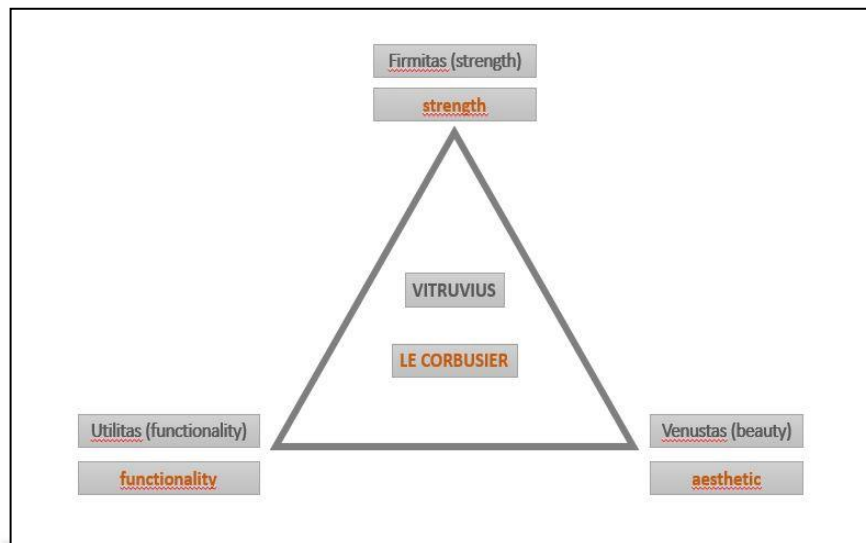 Firmitas (strength)
strength
VITRUVIUS
LE CORBUSIER
Utilitas (functionality)
functionality
Venustas (beauty)
aesthetic